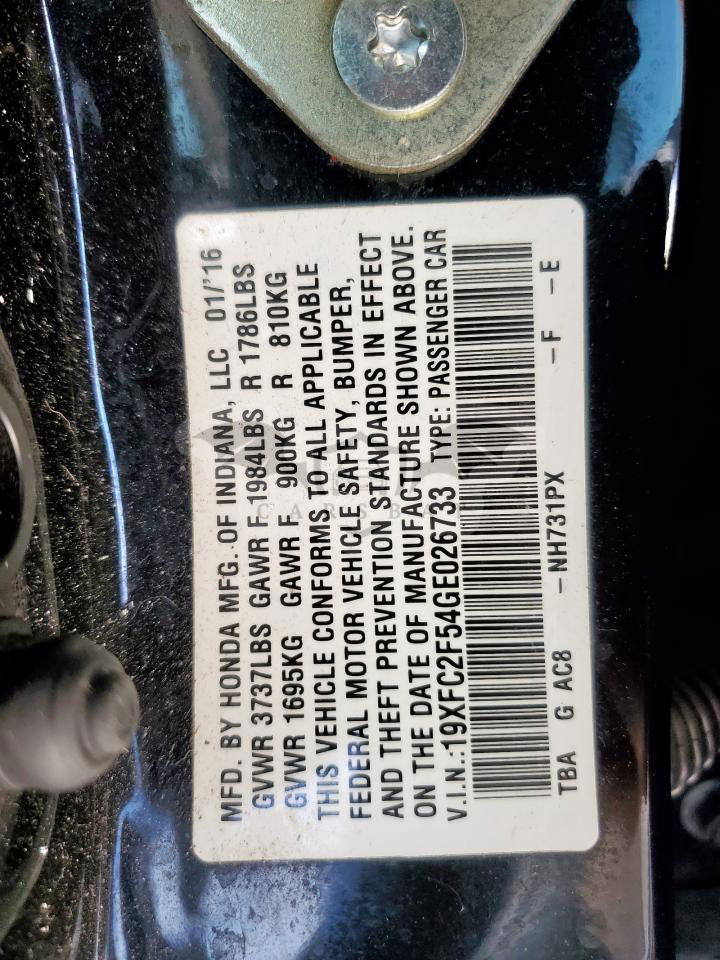 MFD. BY HONDA MFG. OF INDIANA, LLC 01/'16
GVWR 3737LBS GAWR F 1984LBS R 1786LBS
GVWR 1695KG GAWR F 900KG R 810KG
THIS VEHICLE CONFORMS TO ALL APPLICABLE
FEDERAL MOTOR VEHICLE SAFETY, BUMPER,
AND THEFT PREVENTION STANDARDS IN EFFECT
ON THE DATE OF MANUFACTURE SHOWN ABOVE.
V.I.N.:19XFC2F54GE026733 TYPE: PASSENGER CAR
TBA G AC8 -NH731PX -F -E